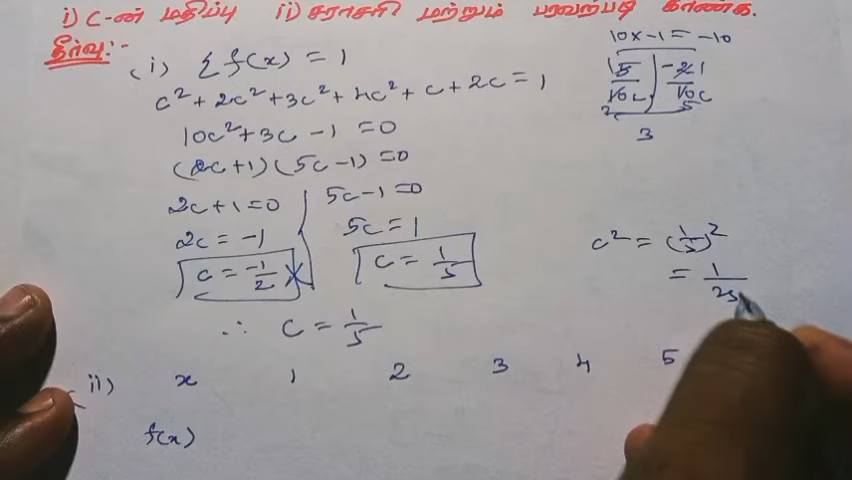 i) C-ன் மதிப்பு ii) சராசரி மற்றும் பரவற்படி காண்க.
தீர்வு:-
(i) Σf(x) = 1
c² + 2c² + 3c² + 4c² + c + 2c = 1
10c² + 3c - 1 = 0
(2c+1) (5c-1) = 0
2c+1 = 0
2c = -1
c = -1/2 ×
5c-1 = 0
5c = 1
c = 1/5
∴ c = 1/5
10x-1 = -10
3
c² = (1/5)²
= 1/25
ii) x 1 2 3 4 5
f(x)